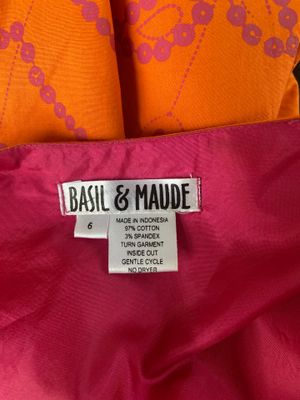 BASIL & MAUDE
6
MADE IN INDONESIA
97% COTTON
3% SPANDEX
TURN GARMENT
INSIDE OUT
GENTLE CYCLE
NO DRYER